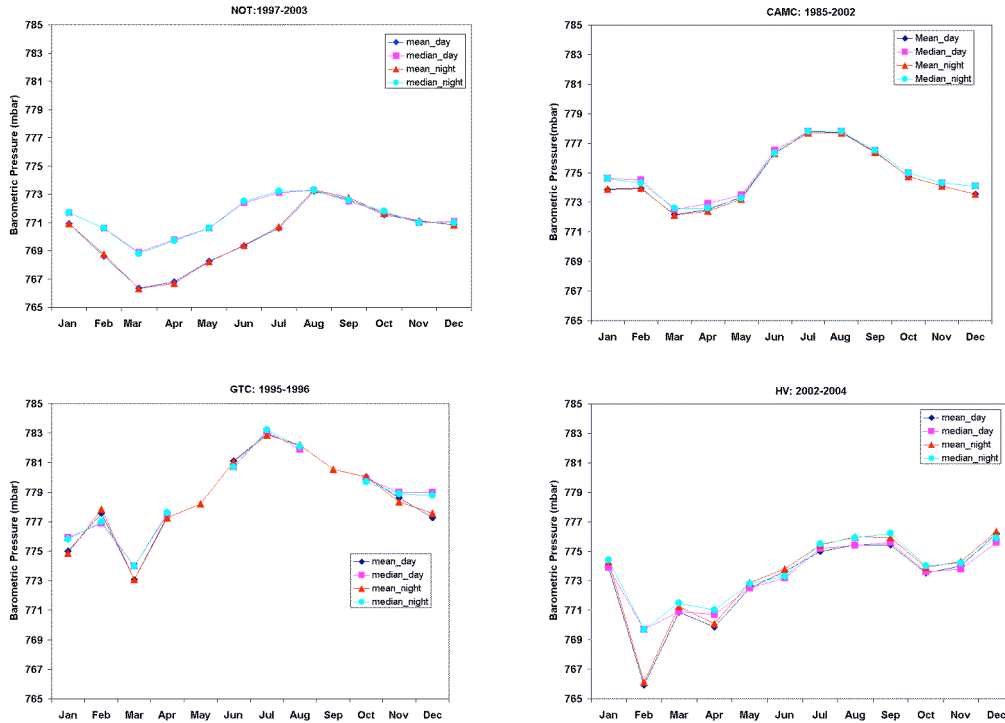 NOT:1997-2003
Barometric Pressure (mbar)
785
783
781
779
777
775
773
771
769
767
765
Jan Feb Mar Apr May Jun Jul Aug Sep Oct Nov Dec
mean_day
median_day
mean_night
median_night
CAMC: 1985-2002
Barometric Pressure(mbar)
785
783
781
779
777
775
773
771
769
767
765
Jan Feb Mar Apr May Jun Jul Aug Sep Oct Nov Dec
Mean_day
Median_day
Mean_night
Median_night
GTC: 1995-1996
Barometric Pressure (mbar)
785
783
781
779
777
775
773
771
769
767
765
Jan Feb Mar Apr May Jun Jul Aug Sep Oct Nov Dec
mean_day
median_day
mean_night
median_night
HV: 2002-2004
Barometric Pressure (mbar)
785
783
781
779
777
775
773
771
769
767
765
Jan Feb Mar Apr May Jun Jul Aug Sep Oct Nov Dec
mean_day
median_day
mean_night
median_night